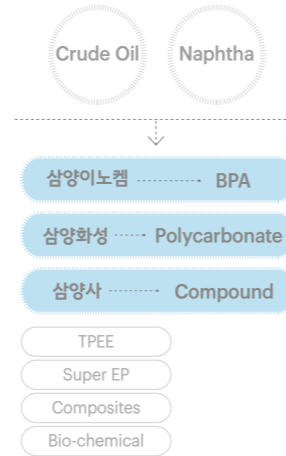 Crude Oil Naphtha
삼양이노켐 BPA
삼양화성 Polycarbonate
삼양사 Compound
TPEE
Super EP
Composites
Bio-chemical